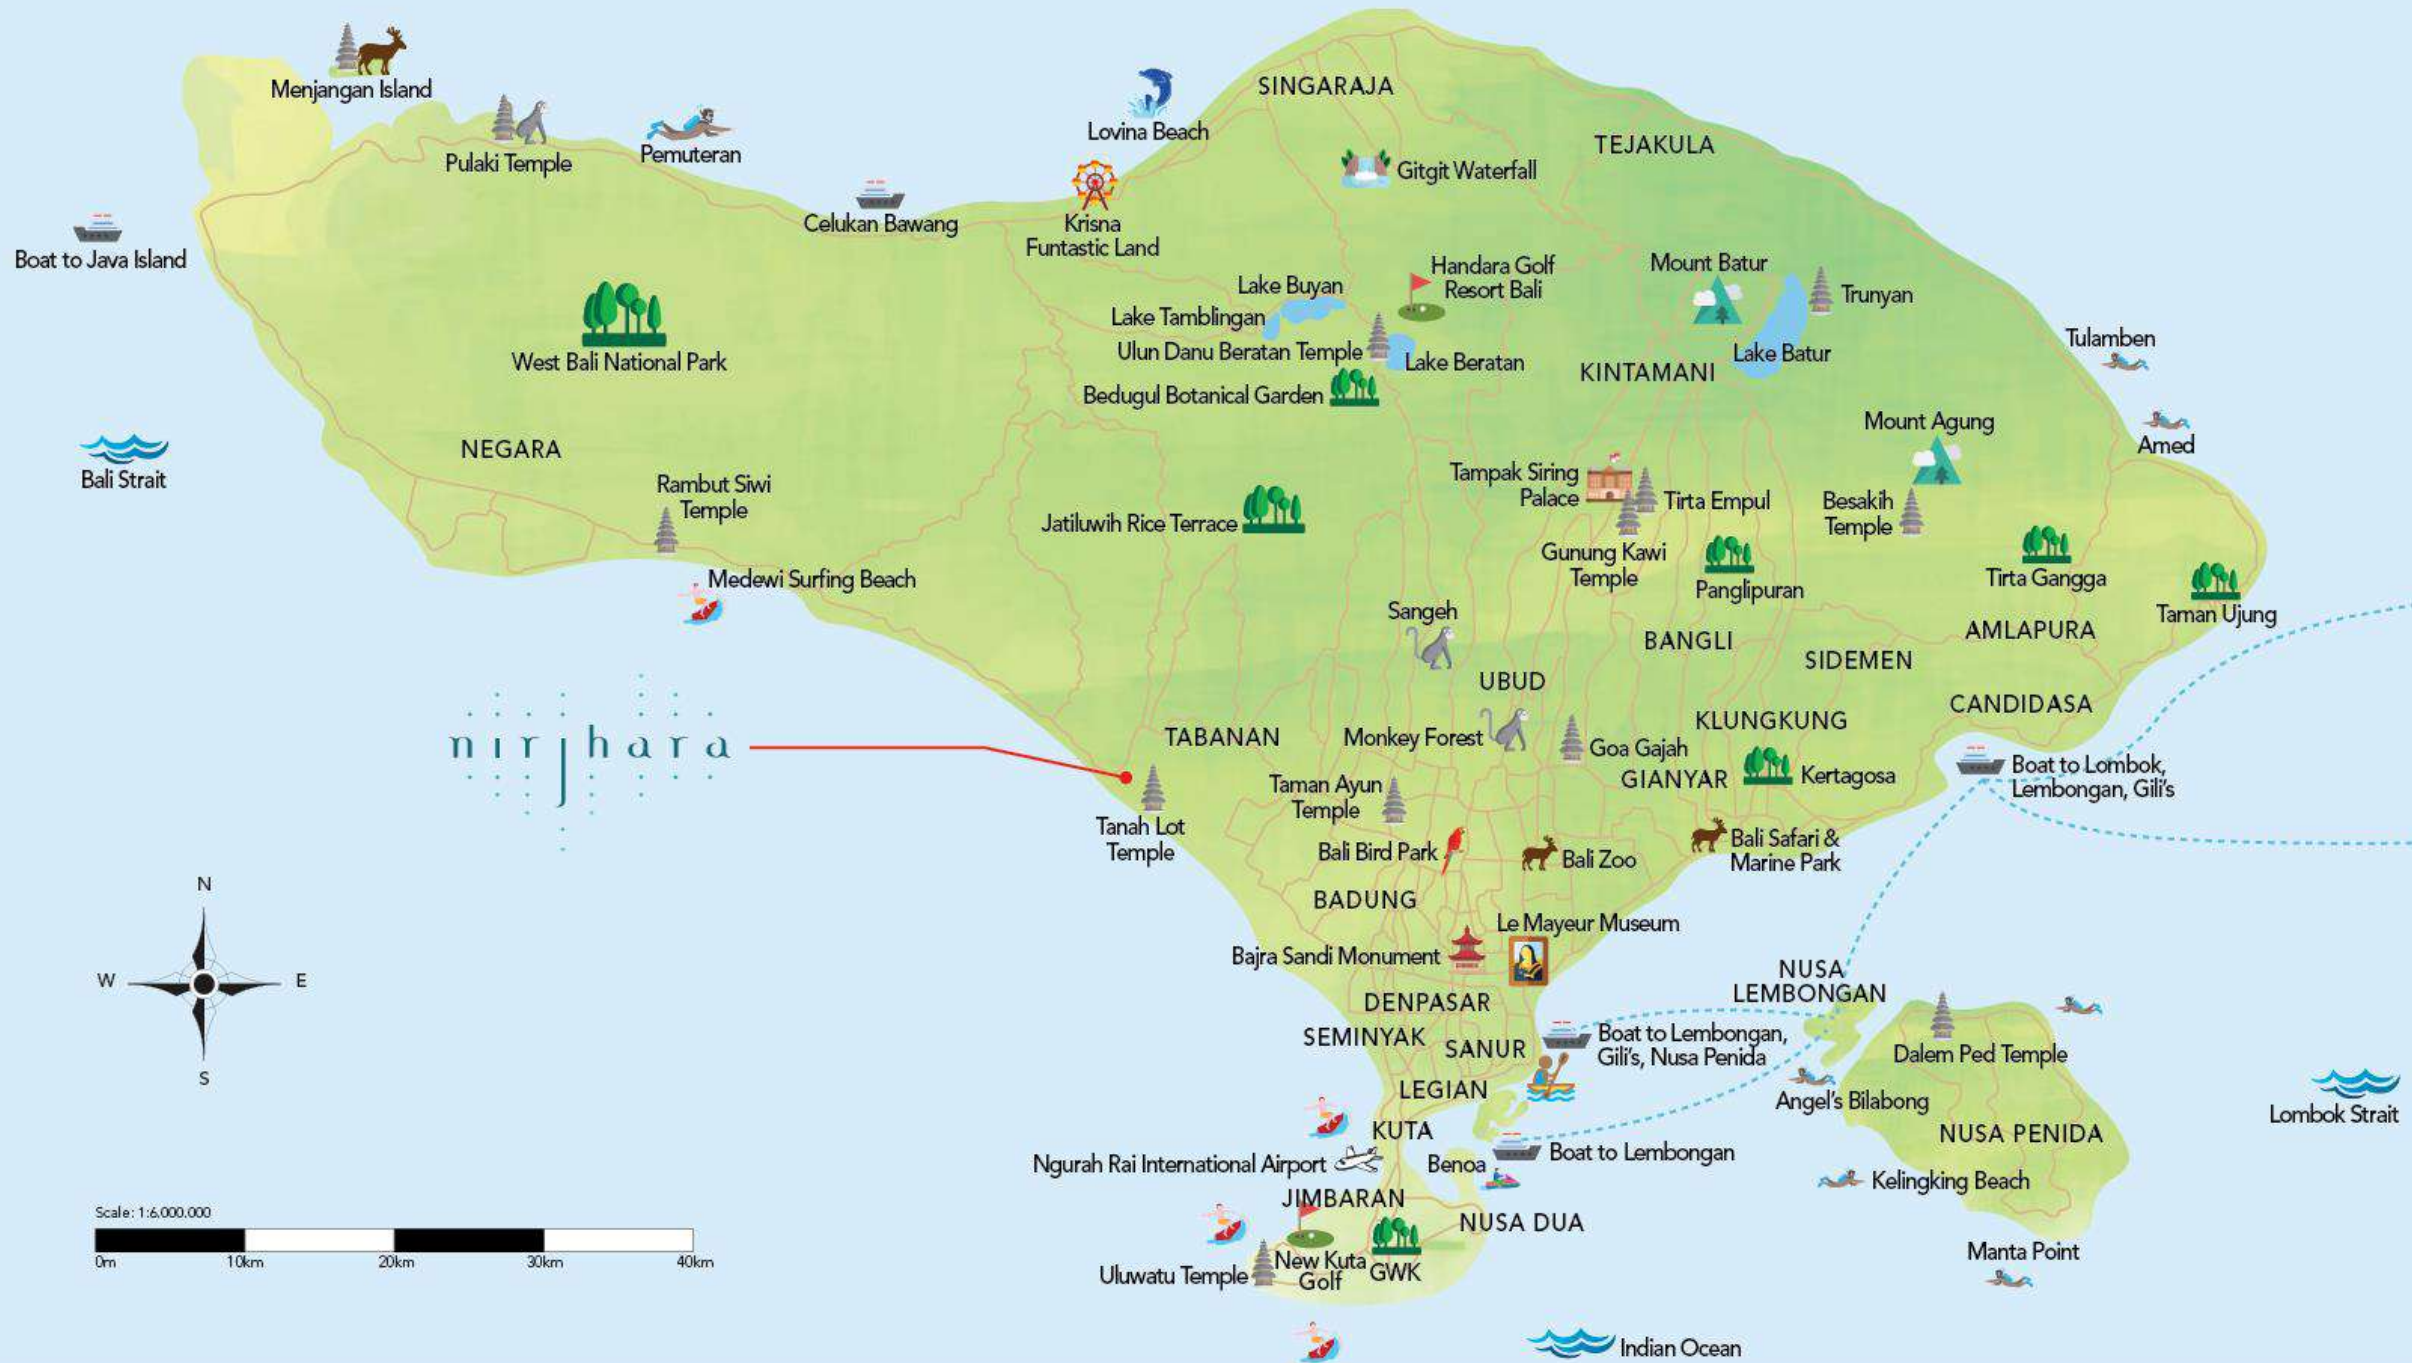 Menjangan Island
Pulaki Temple
Pemuteran
Lovina Beach
SINGARAJA
TEJAKULA
Gitgit Waterfall
Celukan Bawang
Krisna
Funtastic Land
Boat to Java Island
West Bali National Park
Lake Buyan
Handara Golf
Resort Bali
Lake Tamblingan
Ulun Danu Beratan Temple
Lake Beratan
Bedugul Botanical Garden
Mount Batur
Trunyan
Lake Batur
KINTAMANI
Tulamben
Amed
Mount Agung
NEGARA
Bali Strait
Rambut Siwi
Temple
Medewi Surfing Beach
Jatiluwih Rice Terrace
Tampak Siring
Palace
Tirta Empul
Besakih
Temple
Gunung Kawi
Temple
Panglipuran
Tirta Gangga
Taman Ujung
Sangeh
BANGLI
AMLAPURA
SIDEMEN
UBUD
CANDIDASA
KLUNGKUNG
nirjhara
TABANAN
Monkey Forest
Goa Gajah
GIANYAR
Kertagosa
Boat to Lombok,
Lembongan, Gili's
Taman Ayun
Temple
Tanah Lot
Temple
Bali Bird Park
Bali Zoo
Bali Safari &
Marine Park
BADUNG
Le Mayeur Museum
Bajra Sandi Monument
N
W
E
S
NUSA
LEMBONGAN
DENPASAR
SEMINYAK
SANUR
Boat to Lembongan,
Gili's, Nusa Penida
Dalem Ped Temple
LEGIAN
Angel's Bilabong
Lombok Strait
KUTA
NUSA PENIDA
Ngurah Rai International Airport
Benoa
Boat to Lembongan
Kelingking Beach
JIMBARAN
NUSA DUA
Scale: 1:6.000.000
0m 10km 20km 30km 40km
Uluwatu Temple
New Kuta
Golf
GWK
Manta Point
Indian Ocean